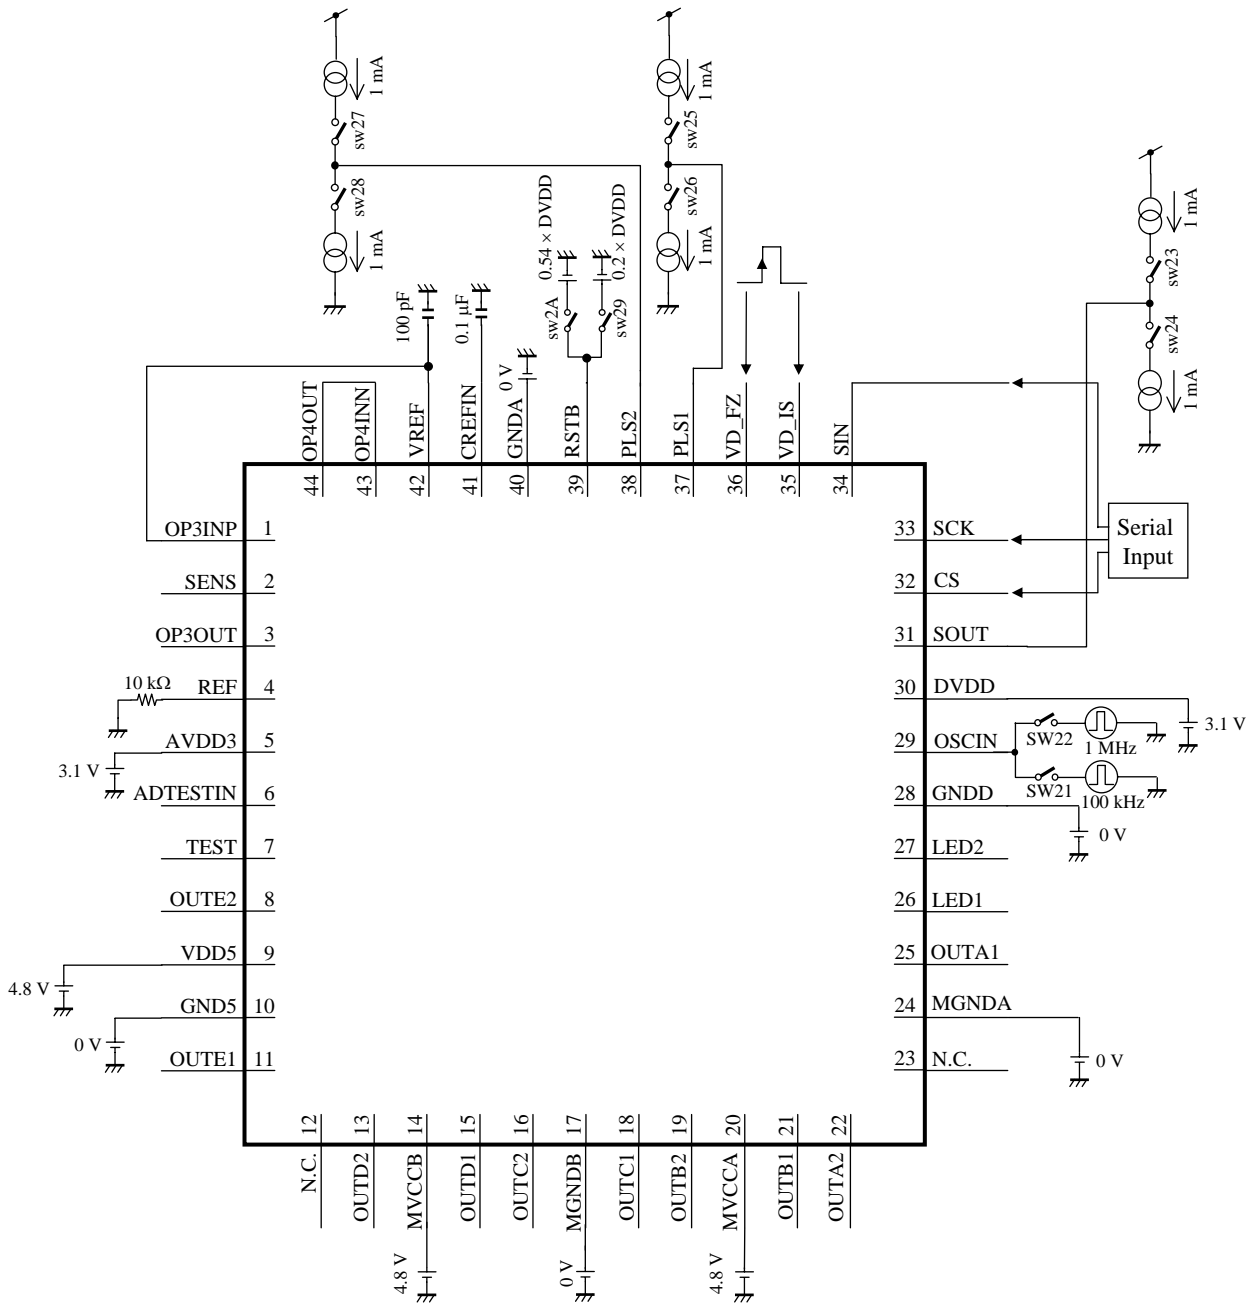 1 mA
sw27
sw28
1 mA
1 mA
sw25
sw26
1 mA
1 mA
sw23
sw24
1 mA
100 pF
0.1 µF
0 V
0.54 × DVDD
sw2A
0.2 × DVDD
sw29
OP4OUT
OP4INN
VREF
CREFIN
GNDA
RSTB
PLS2
PLS1
VD_FZ
VD_IS
SIN
44
43
42
41
40
39
38
37
36
35
34
OP3INP 1
SENS 2
OP3OUT 3
10 kΩ
REF 4
AVDD3 5
3.1 V
ADTESTIN 6
TEST 7
OUTE2 8
VDD5 9
4.8 V
GND5 10
0 V
OUTE1 11
33 SCK
Serial
Input
32 CS
31 SOUT
30 DVDD
3.1 V
29 OSCIN
SW22
1 MHz
SW21
100 kHz
28 GNDD
0 V
27 LED2
26 LED1
25 OUTA1
24 MGNDA
0 V
23 N.C.
12
13
14
15
16
17
18
19
20
21
22
N.C.
OUTD2
MVCCB
OUTD1
OUTC2
MGNDB
OUTC1
OUTB2
MVCCA
OUTB1
OUTA2
4.8 V
0 V
4.8 V